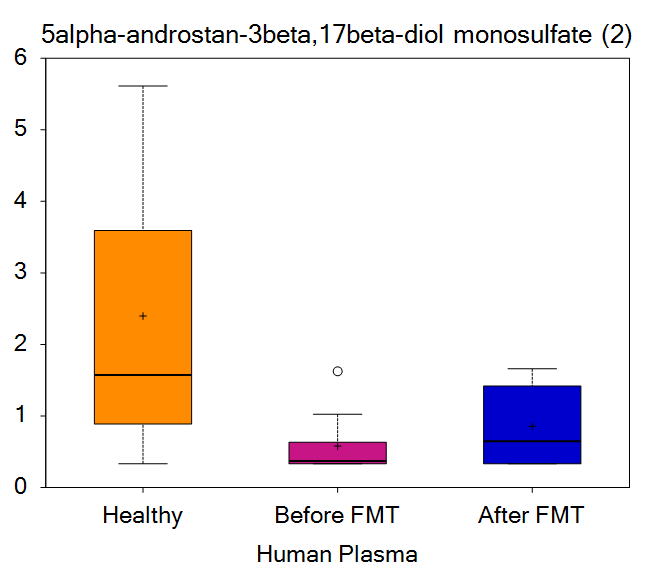 5alpha-androstan-3beta,17beta-diol monosulfate (2)
6
5
4
3
2
1
0
Healthy Before FMT After FMT
Human Plasma